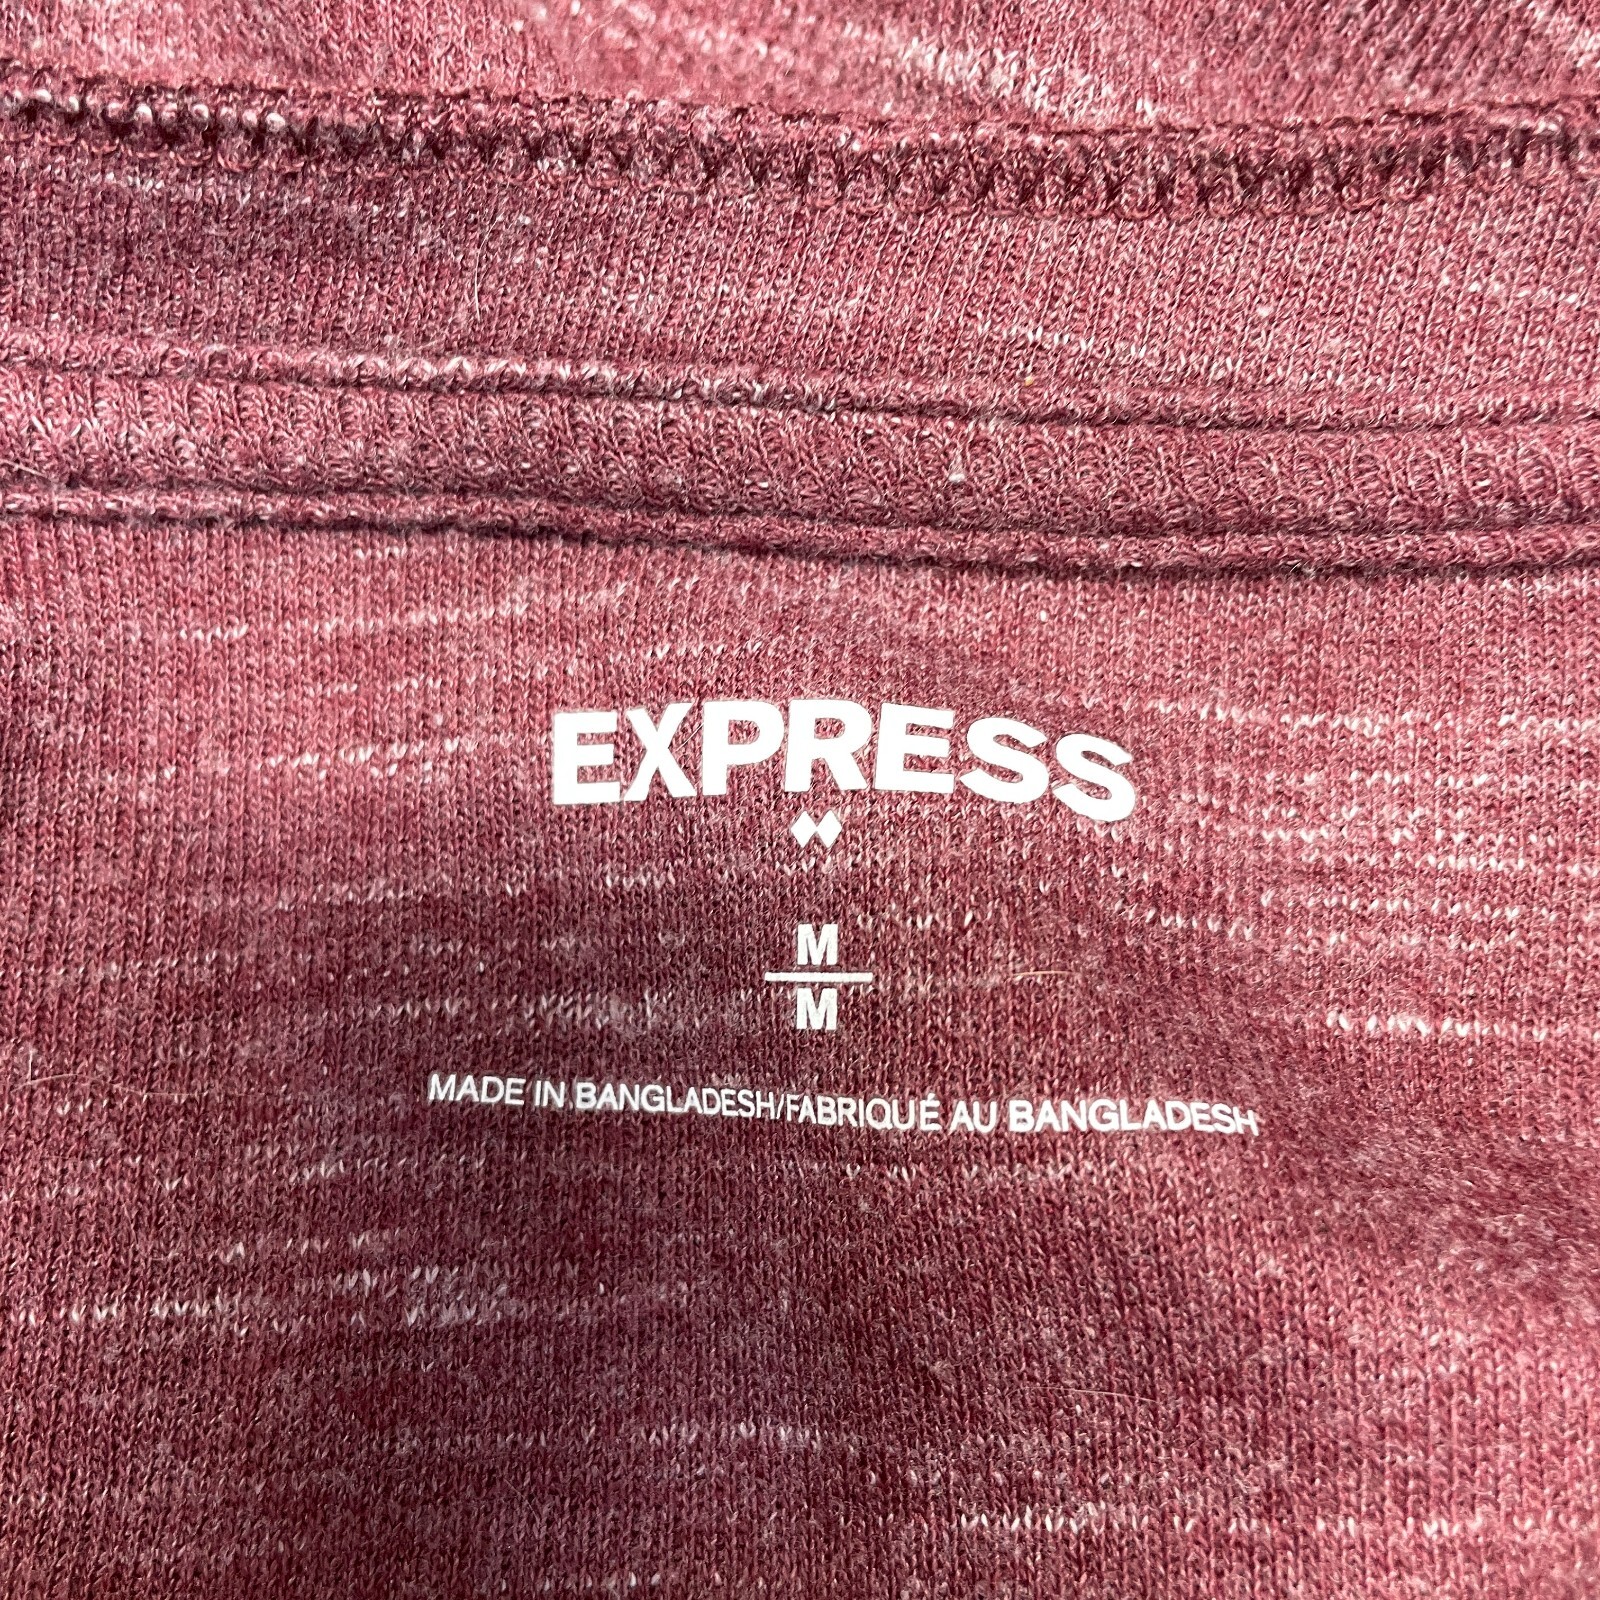 EXPRESS
M
M
MADE IN BANGLADESH/FABRIQUÉ AU BANGLADESH